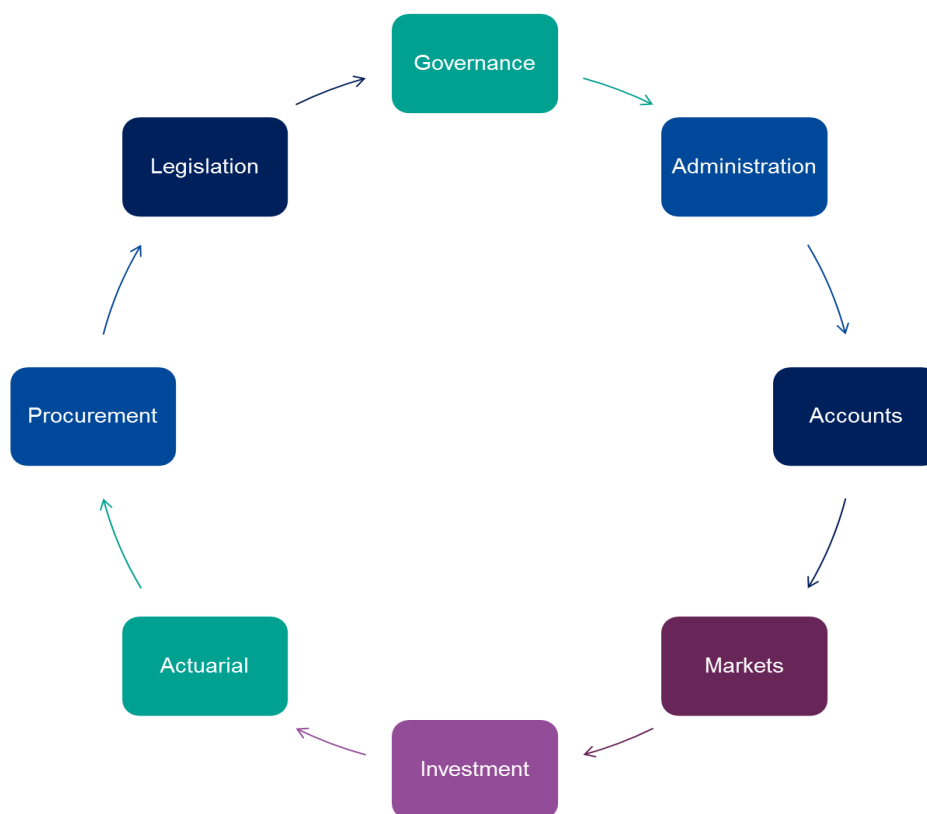 Governance
Administration
Accounts
Markets
Investment
Actuarial
Procurement
Legislation